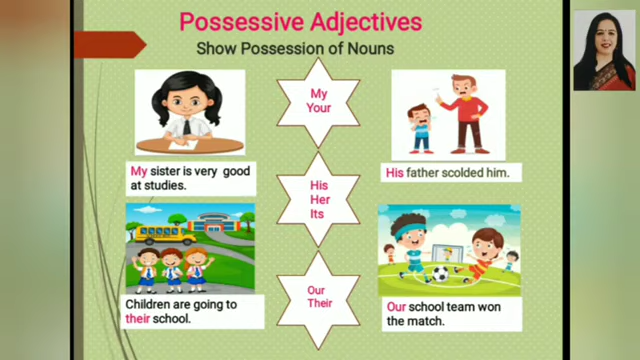 Possessive Adjectives
Show Possession of Nouns
My
Your
My sister is very good
at studies.
His father scolded him.
His
Her
Its
Children are going to
their school.
Our
Their
Our school team won
the match.